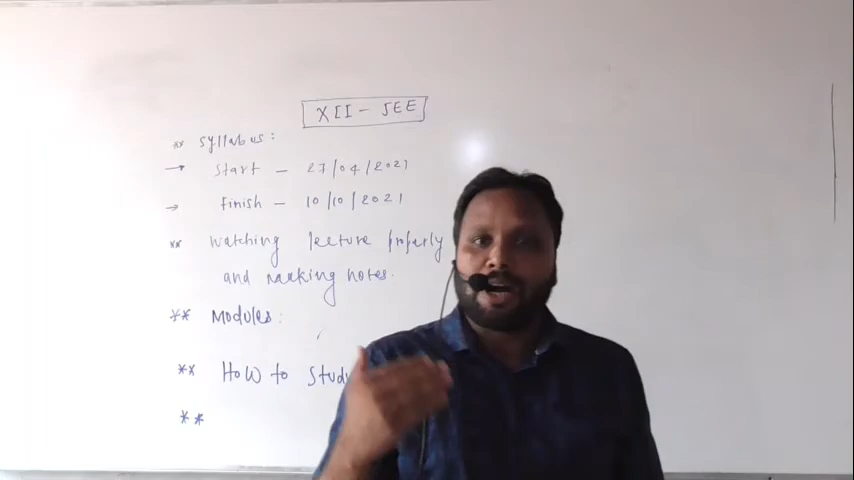 XII - JEE
** Syllabus:
→ Start - 27/04/2021
→ finish - 10/10/2021
** watching lecture properly
and making notes.
** Modules:
** How to Study
**